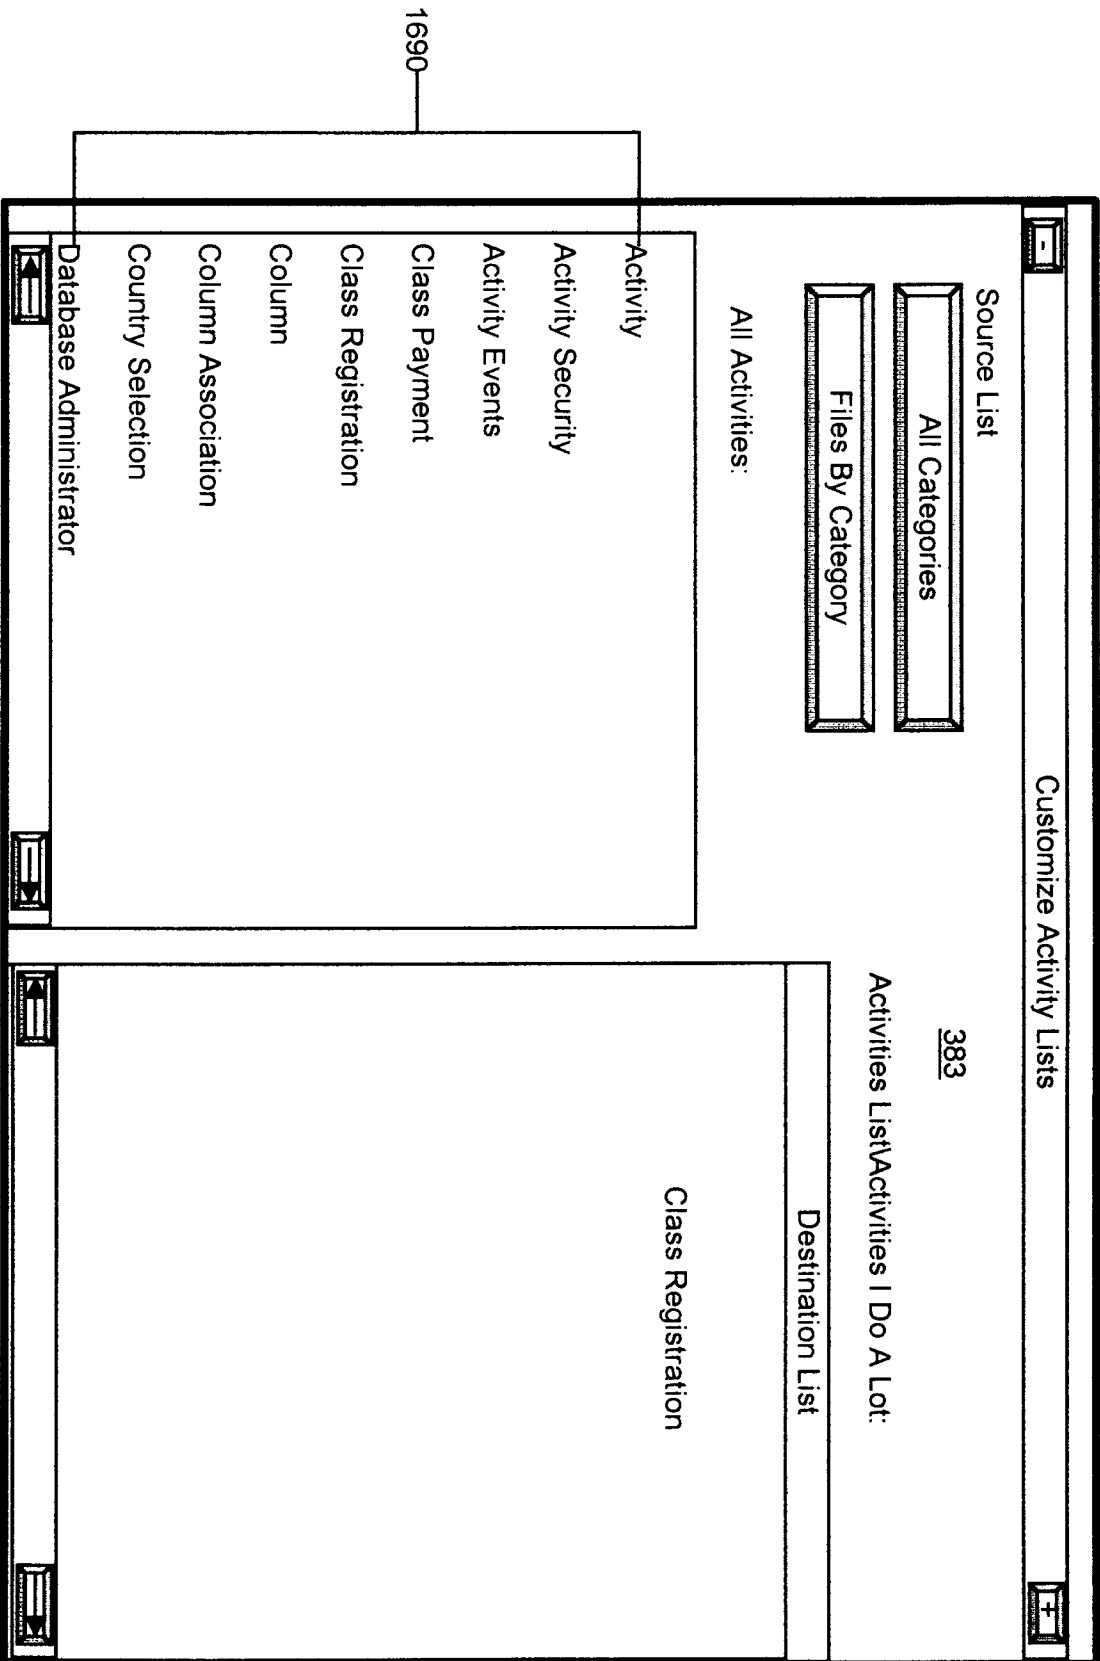 -
Customize Activity Lists
+
Source List
383
All Categories
Activities List\Activities I Do A Lot:
Files By Category
Destination List
All Activities:
Activity
Class Registration
Activity Security
Activity Events
1690
Class Payment
Class Registration
Column
Column Association
Country Selection
Database Administrator